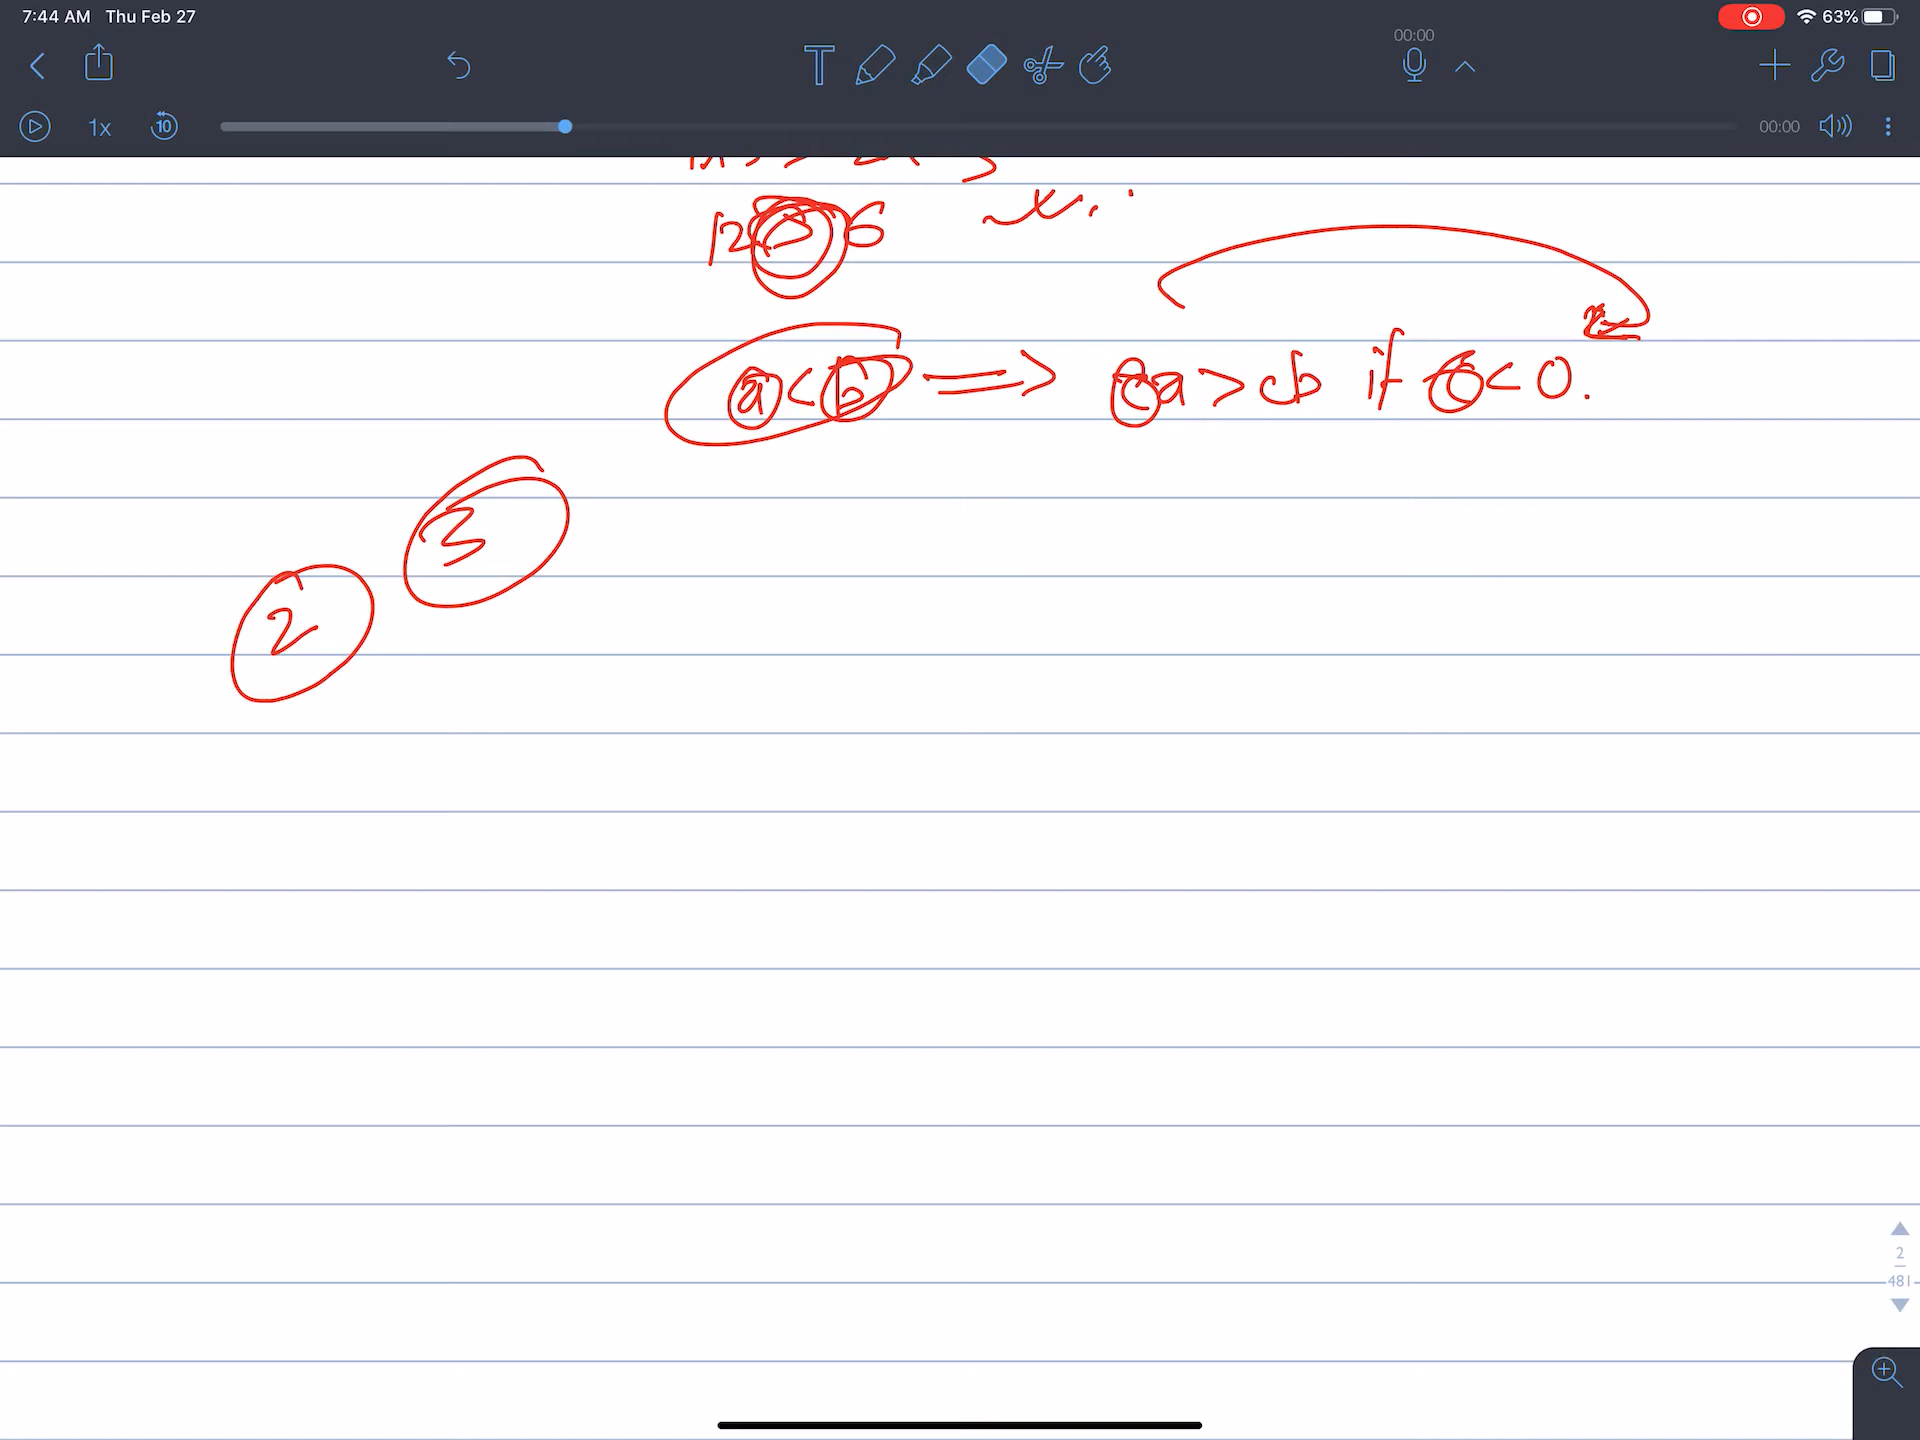 7:44 AM Thu Feb 27
63%
00:00
1x 10 00:00
12 > 6
a < b => ca > cb if c < 0.
3
2
2
481